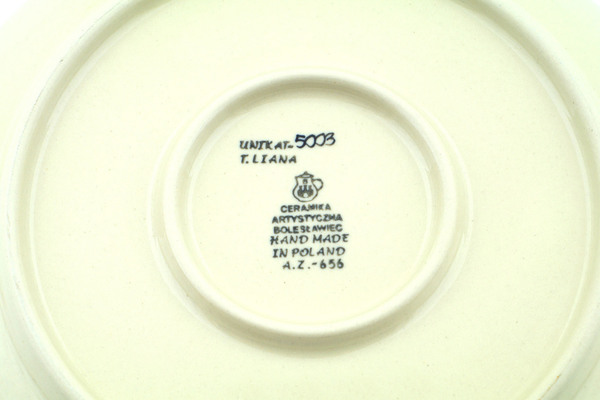 UNIKAT-5003
T. LIANA
CERAMIKA
ARTYSTYCZNA
BOLESŁAWIEC
HAND MADE
IN POLAND
A.Z.-656